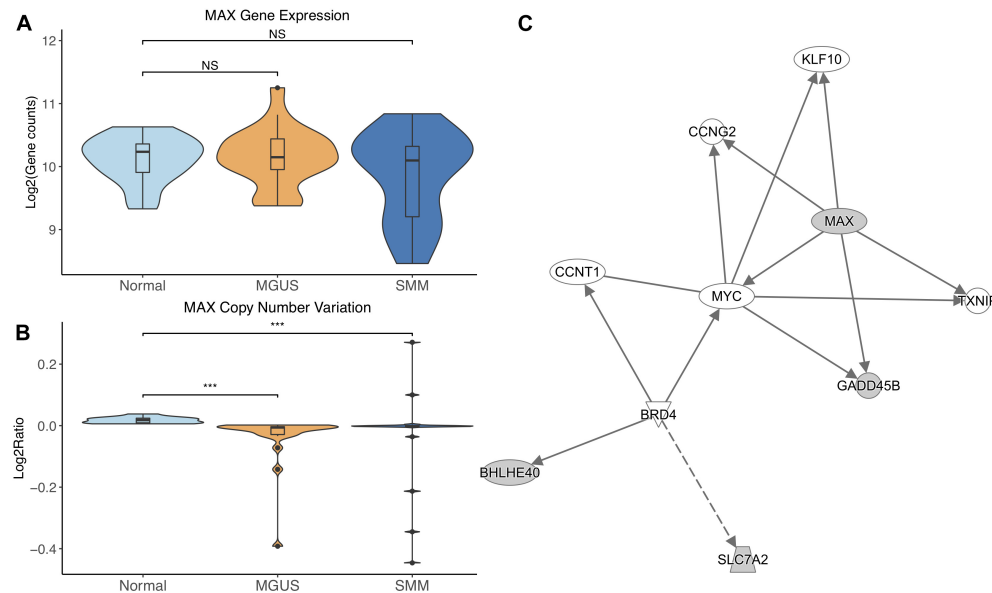 A
MAX Gene Expression
Log2(Gene counts)
12
11
10
9
NS
NS
Normal
MGUS
SMM
B
MAX Copy Number Variation
Log2Ratio
0.2
0.0
−0.2
−0.4
***
***
Normal
MGUS
SMM
C
KLF10
CCNG2
MAX
CCNT1
MYC
TXNIP
GADD45B
BRD4
BHLHE40
SLC7A2